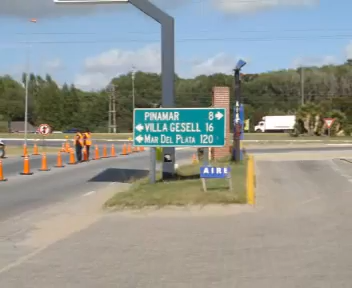 PINAMAR 8
VILLA GESELL 16
MAR DEL PLATA 120
AIRE